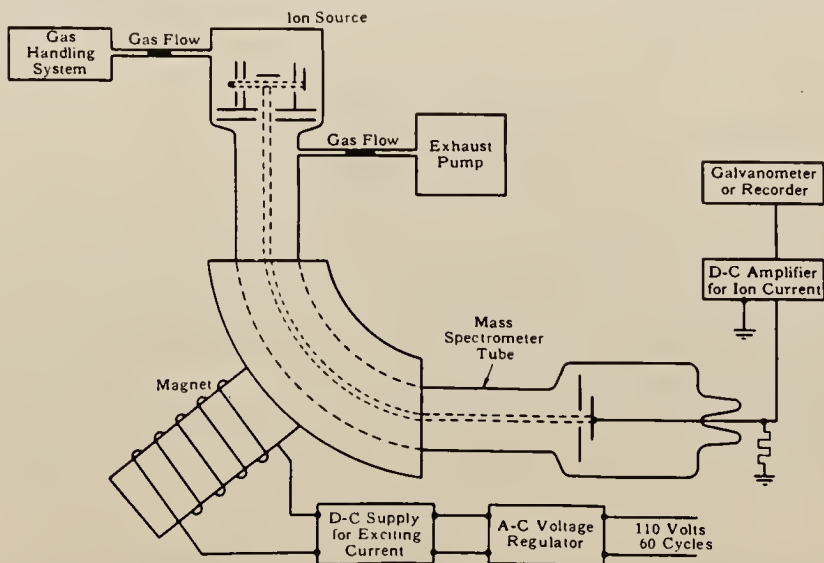 Ion Source
Gas
Handling
System
Gas Flow
Gas Flow
Exhaust
Pump
Galvanometer
or Recorder
D-C Amplifier
for Ion Current
Mass
Spectrometer
Tube
Magnet
D-C Supply
for Exciting
Current
A-C Voltage
Regulator
110 Volts
60 Cycles